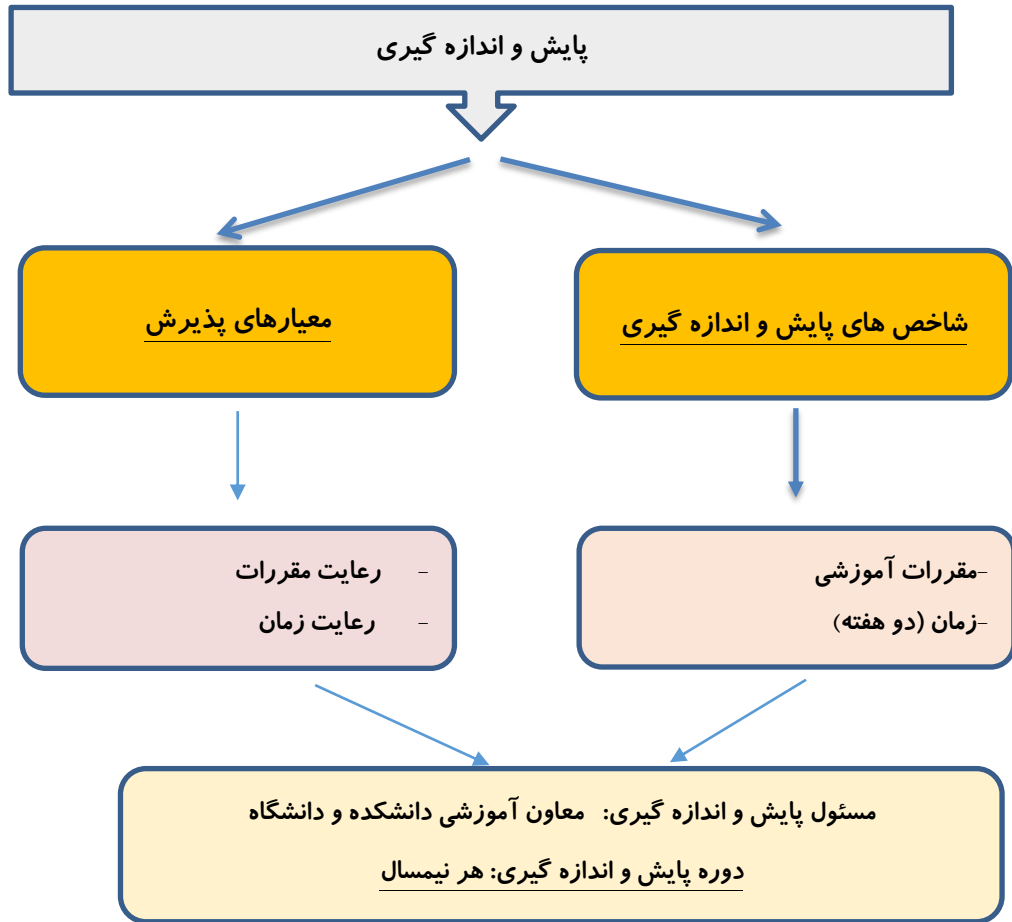 پایش و اندازه گیری
شاخص های پایش و اندازه گیری
معیارهای پذیرش
-مقررات آموزشی
-زمان (دو هفته)
- رعایت مقررات
- رعایت زمان
مسئول پایش و اندازه گیری: معاون آموزشی دانشکده و دانشگاه
دوره پایش و اندازه گیری: هر نیمسال